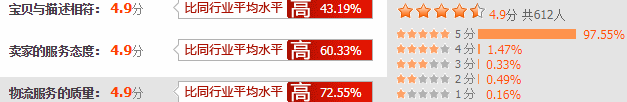 宝贝与描述相符：4.9分 比同行业平均水平 高 43.19%
卖家的服务态度：4.9分 比同行业平均水平 高 60.33%
物流服务的质量：4.9分 比同行业平均水平 高 72.55%
4.9分 共612人
5分 97.55%
4分 1.47%
3分 0.33%
2分 0.49%
1分 0.16%